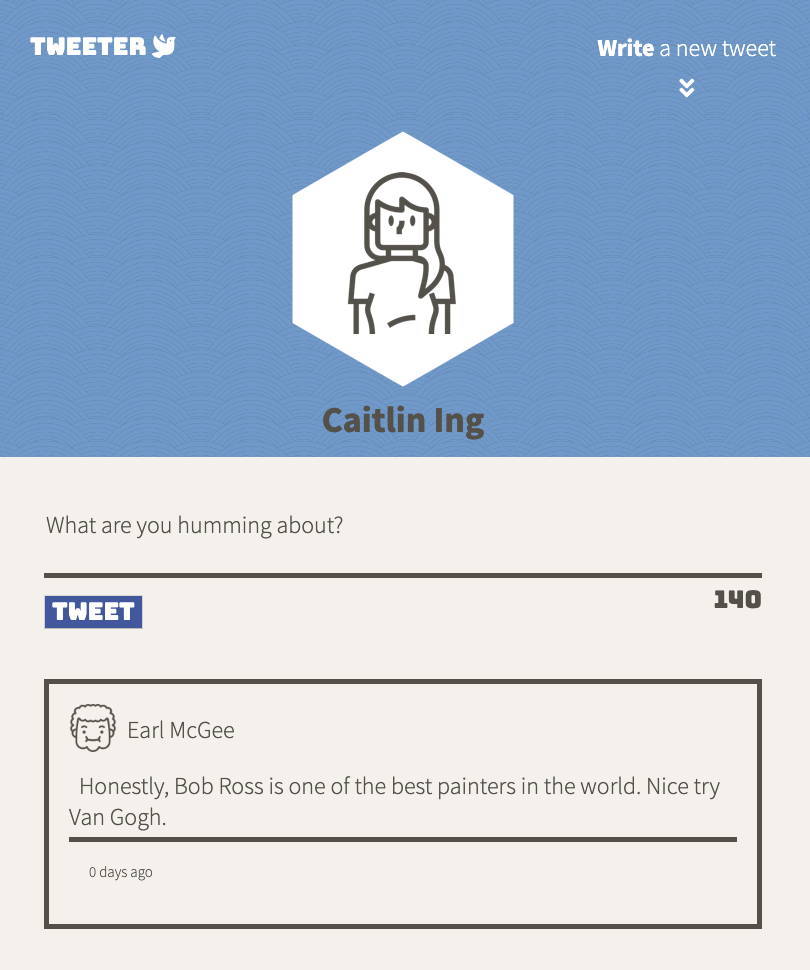 TWEETER
Write a new tweet
Caitlin Ing
What are you humming about?
TWEET
140
Earl McGee
Honestly, Bob Ross is one of the best painters in the world. Nice try
Van Gogh.
0 days ago